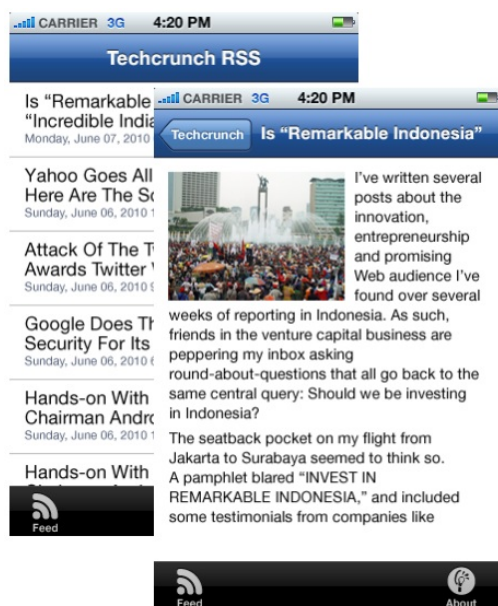 CARRIER 3G 4:20 PM
Techcrunch RSS
Is “Remarkable
“Incredible India
Monday, June 07, 2010
Yahoo Goes All
Here Are The
Sunday, June 06, 2010 1
Attack Of The
Awards Twitter
Sunday, June 06, 2010 9
Google Does
Security For Its
Sunday, June 06, 2010 6
Hands-on With
Chairman
Sunday, June 06, 2010 1
Hands-on With
Feed
CARRIER 3G 4:20 PM
Techcrunch Is “Remarkable Indonesia”
I’ve written several
posts about the
innovation,
entrepreneurship
and promising
Web audience I’ve
found over several
weeks of reporting in Indonesia. As such,
friends in the venture capital business are
peppering my inbox asking
round-about-questions that all go back to the
same central query: Should we be investing
in Indonesia?
The seatback pocket on my flight from
Jakarta to Surabaya seemed to think so.
A pamphlet blared “INVEST IN
REMARKABLE INDONESIA,” and included
some testimonials from companies like
Feed About